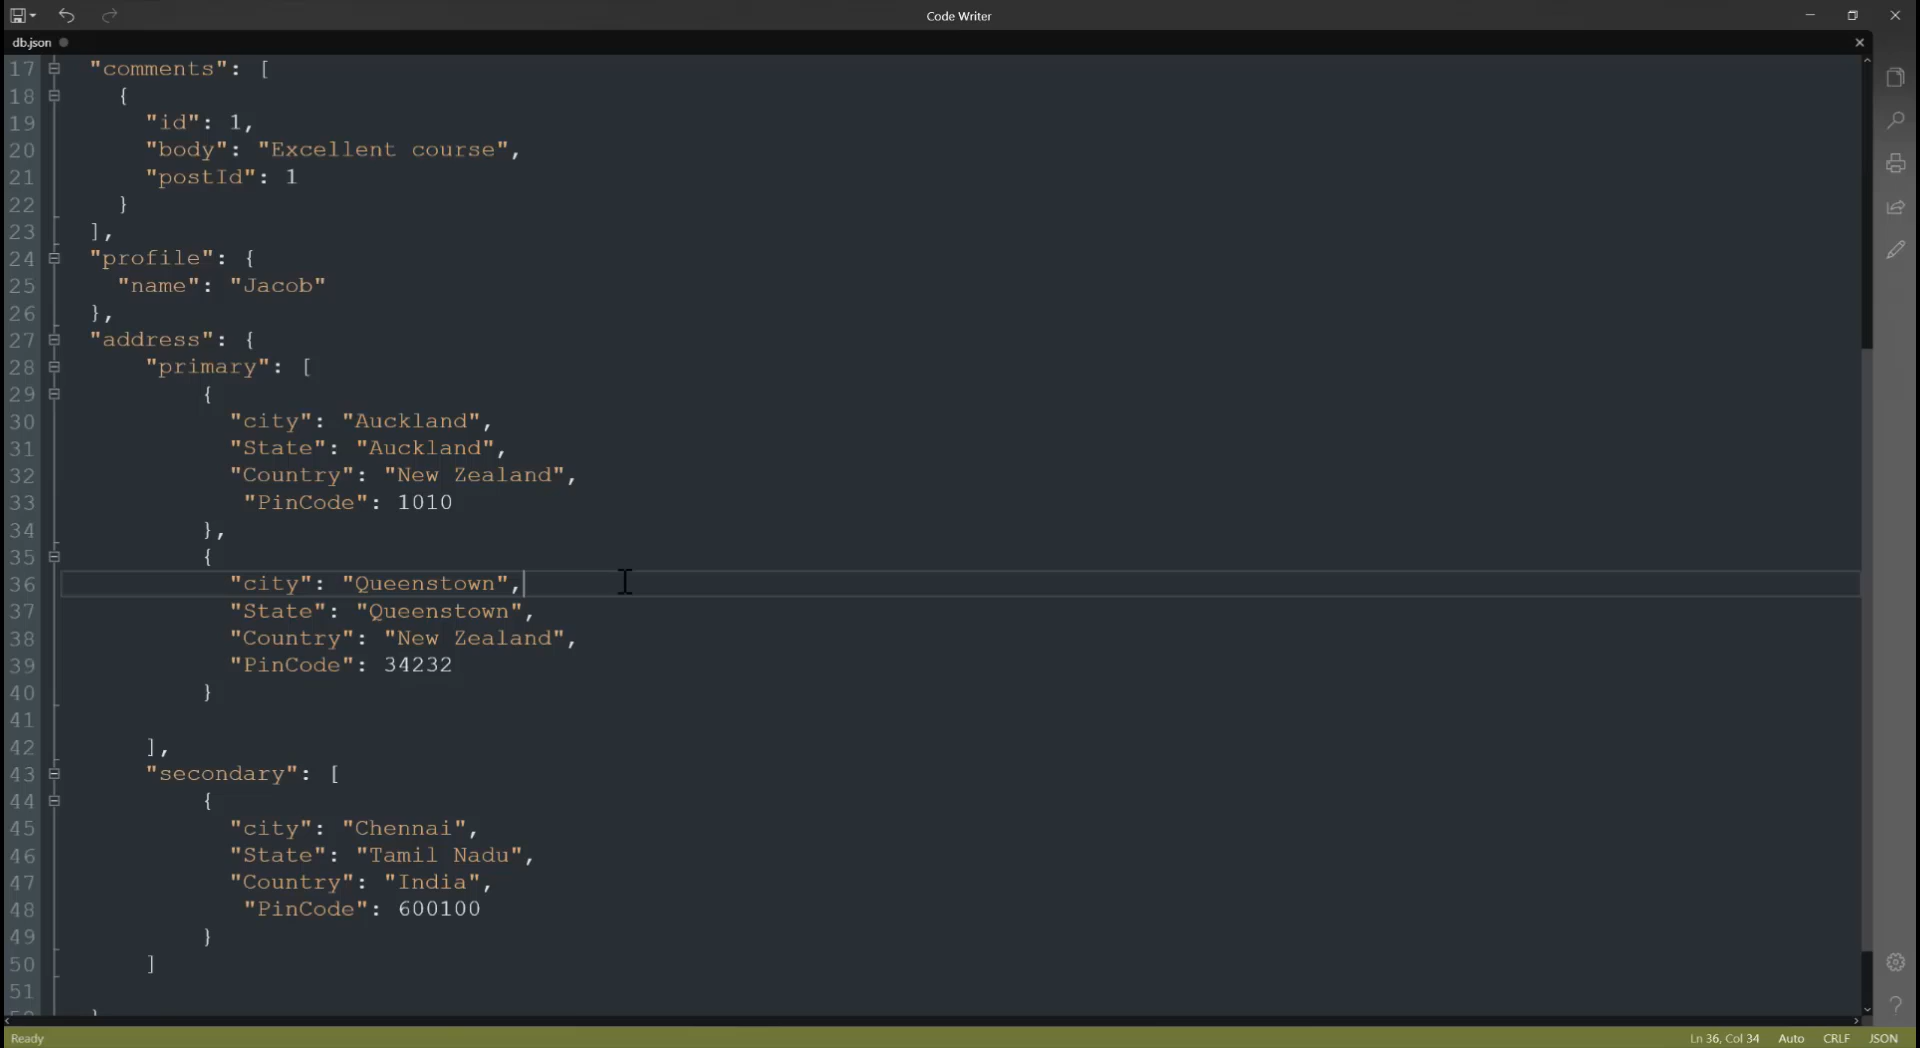 Code Writer
db.json
17 "comments": [
18 {
19 "id": 1,
20 "body": "Excellent course",
21 "postId": 1
22 }
23 ],
24 "profile": {
25 "name": "Jacob"
26 },
27 "address": {
28 "primary": [
29 {
30 "city": "Auckland",
31 "State": "Auckland",
32 "Country": "New Zealand",
33 "PinCode": 1010
34 },
35 {
36 "city": "Queenstown",
37 "State": "Queenstown",
38 "Country": "New Zealand",
39 "PinCode": 34232
40 }
41
42 ],
43 "secondary": [
44 {
45 "city": "Chennai",
46 "State": "Tamil Nadu",
47 "Country": "India",
48 "PinCode": 600100
49 }
50 ]
51
Ready
Ln 36, Col 34 Auto CRLF JSON